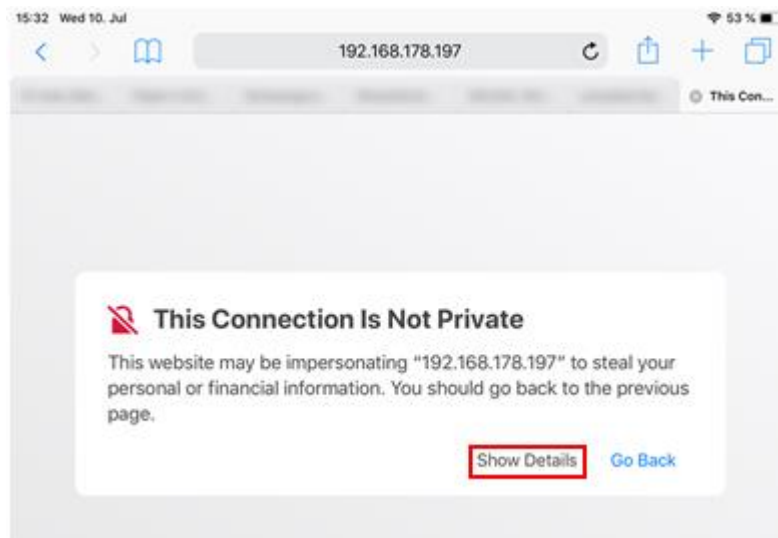 15:32 Wed 10. Jul
53 %
192.168.178.197
This Con...
This Connection Is Not Private
This website may be impersonating "192.168.178.197" to steal your
personal or financial information. You should go back to the previous
page.
Show Details Go Back